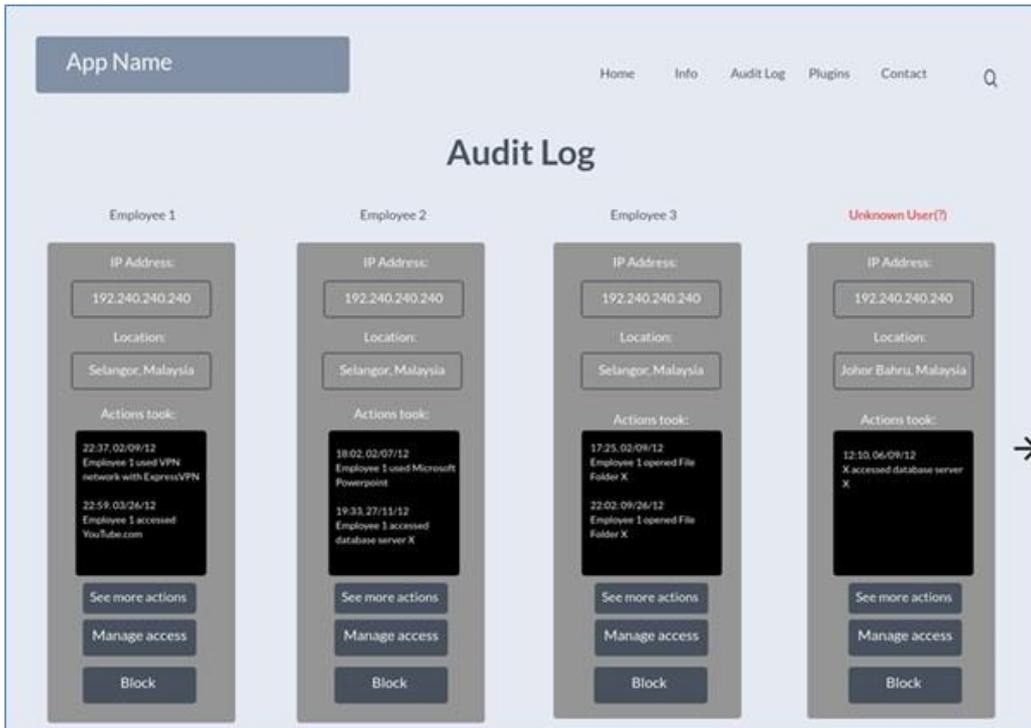 App Name
Home Info Audit Log Plugins Contact
Audit Log
Employee 1
IP Address:
192.240.240.240
Location:
Selangor, Malaysia
Actions took:
22:37, 02/09/12
Employee 1 used VPN
network with ExpressVPN
22:59, 03/26/12
Employee 1 accessed
YouTube.com
See more actions
Manage access
Block
Employee 2
IP Address:
192.240.240.240
Location:
Selangor, Malaysia
Actions took:
18:02, 02/07/12
Employee 1 used Microsoft
Powerpoint
19:33, 27/11/12
Employee 1 accessed
database server X
See more actions
Manage access
Block
Employee 3
IP Address:
192.240.240.240
Location:
Selangor, Malaysia
Actions took:
17:25, 02/09/12
Employee 1 opened File
Folder X
22:02: 09/26/12
Employee 1 opened File
Folder X
See more actions
Manage access
Block
Unknown User(?)
IP Address:
192.240.240.240
Location:
Johor Bahru, Malaysia
Actions took:
12:10, 06/09/12
X accessed database server
X
See more actions
Manage access
Block